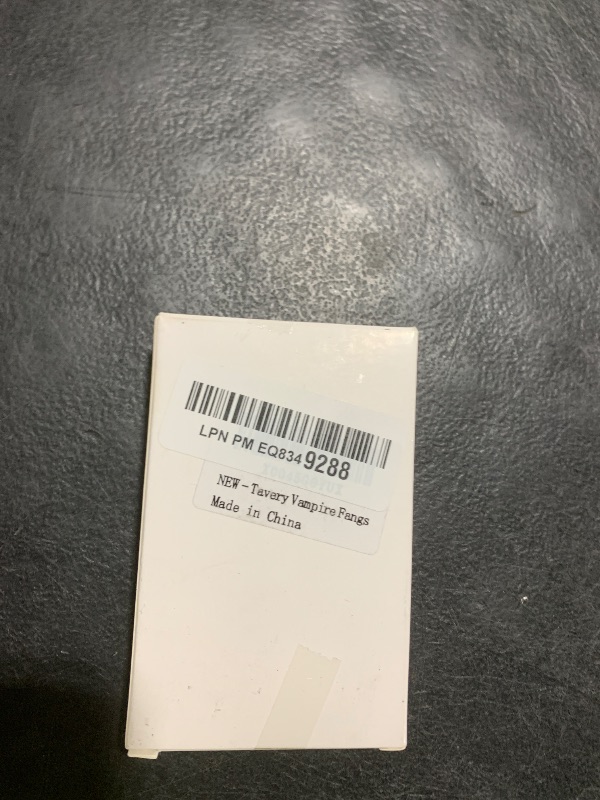 LPN PM EQ8349288
NEW-Tavery Vampire Fangs
Made in China